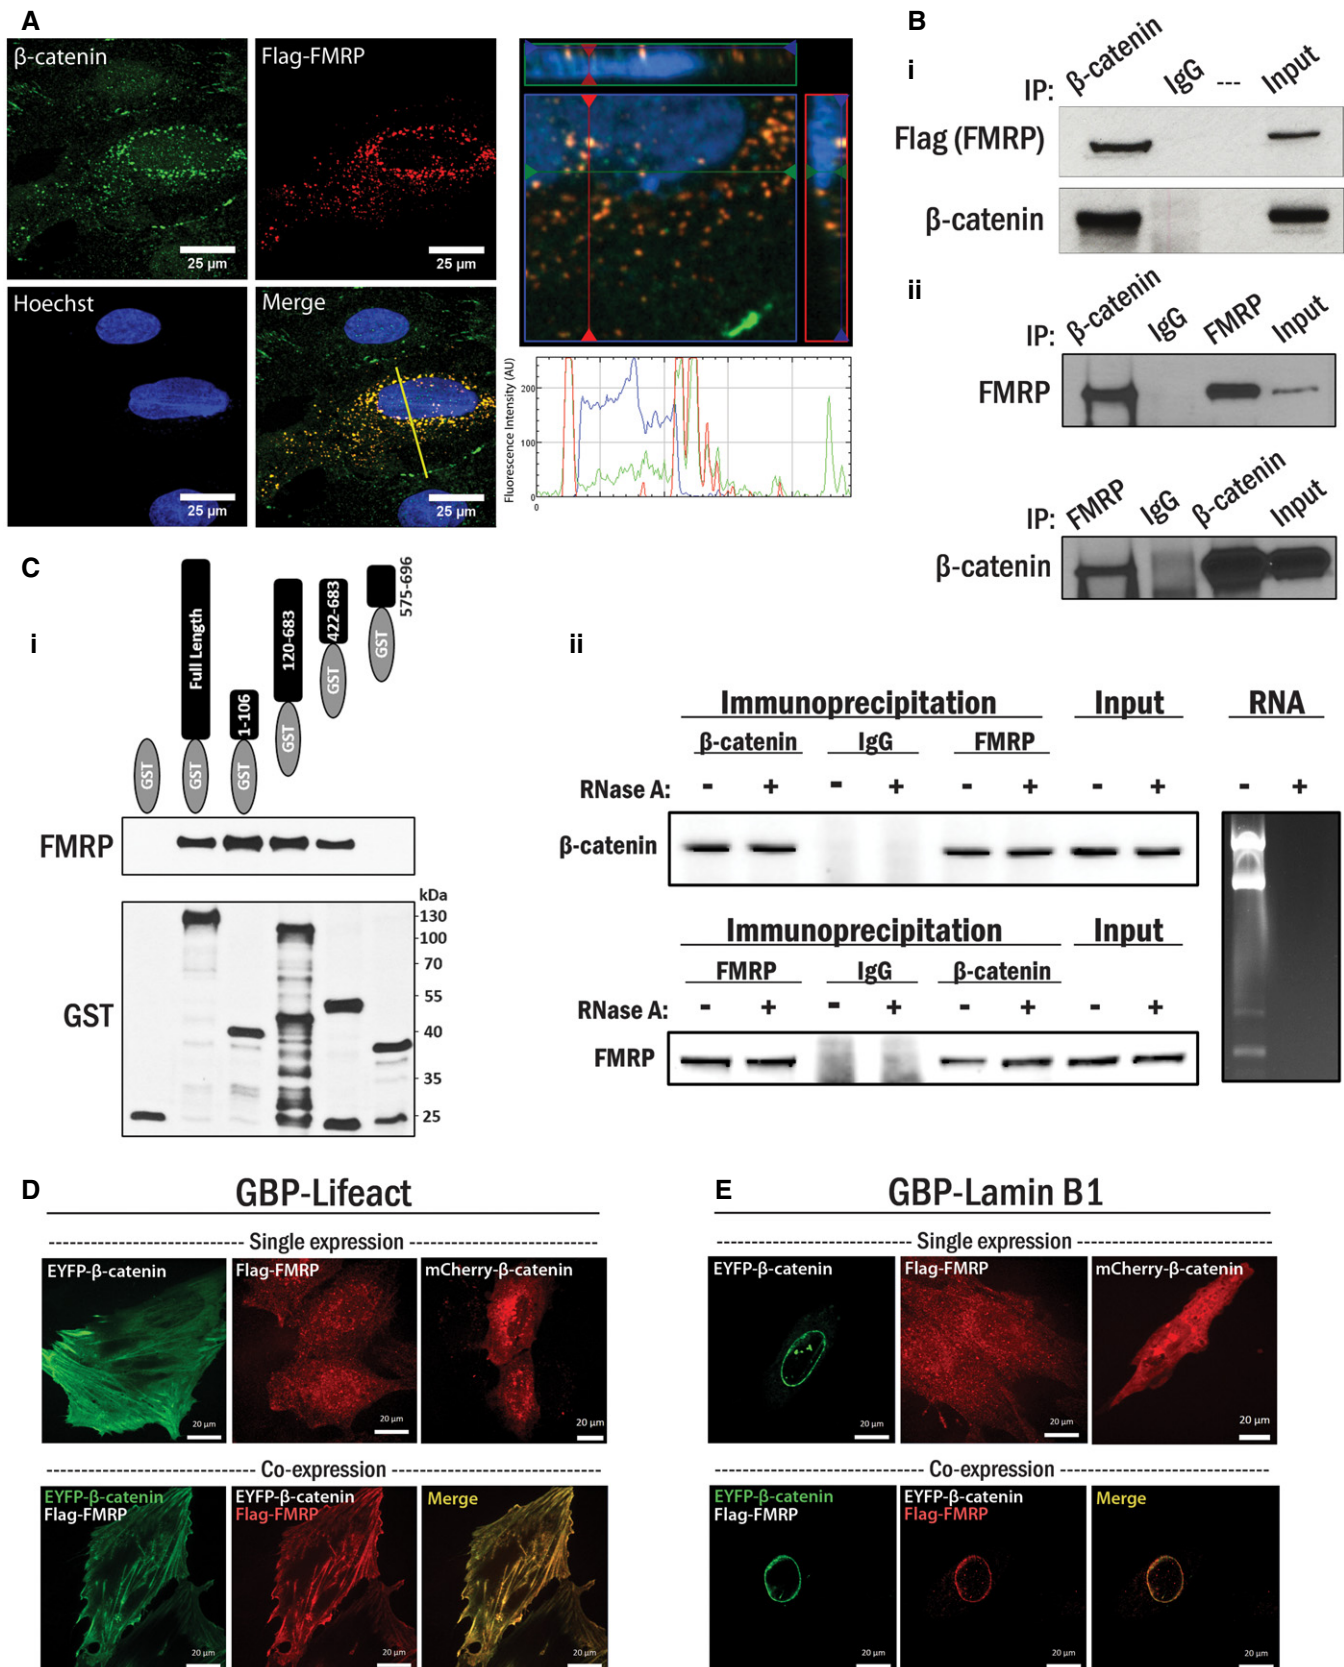 A
β-catenin
Flag-FMRP
25 µm
25 µm
Hoechst
Merge
25 µm
25 µm
Fluorescence Intensity (AU)
200
100
0
0
B
i
IP: β-catenin IgG --- Input
Flag (FMRP)
β-catenin
ii
IP: β-catenin IgG FMRP Input
FMRP
IP: FMRP IgG β-catenin Input
β-catenin
C
i
GST
Full Length
GST
1-106
GST
120-683
GST
422-683
GST
575-696
GST
FMRP
kDa
130
100
70
55
40
35
25
GST
ii
Immunoprecipitation Input RNA
β-catenin IgG FMRP
RNase A: - + - + - + - + - +
β-catenin
Immunoprecipitation Input
FMRP IgG β-catenin
RNase A: - + - + - + - +
FMRP
D
GBP-Lifeact
Single expression
EYFP-β-catenin
Flag-FMRP
mCherry-β-catenin
20 µm
20 µm
20 µm
Co-expression
EYFP-β-catenin
Flag-FMRP
EYFP-β-catenin
Flag-FMRP
Merge
20 µm
20 µm
20 µm
E
GBP-Lamin B1
Single expression
EYFP-β-catenin
Flag-FMRP
mCherry-β-catenin
20 µm
20 µm
20 µm
Co-expression
EYFP-β-catenin
Flag-FMRP
EYFP-β-catenin
Flag-FMRP
Merge
20 µm
20 µm
20 µm